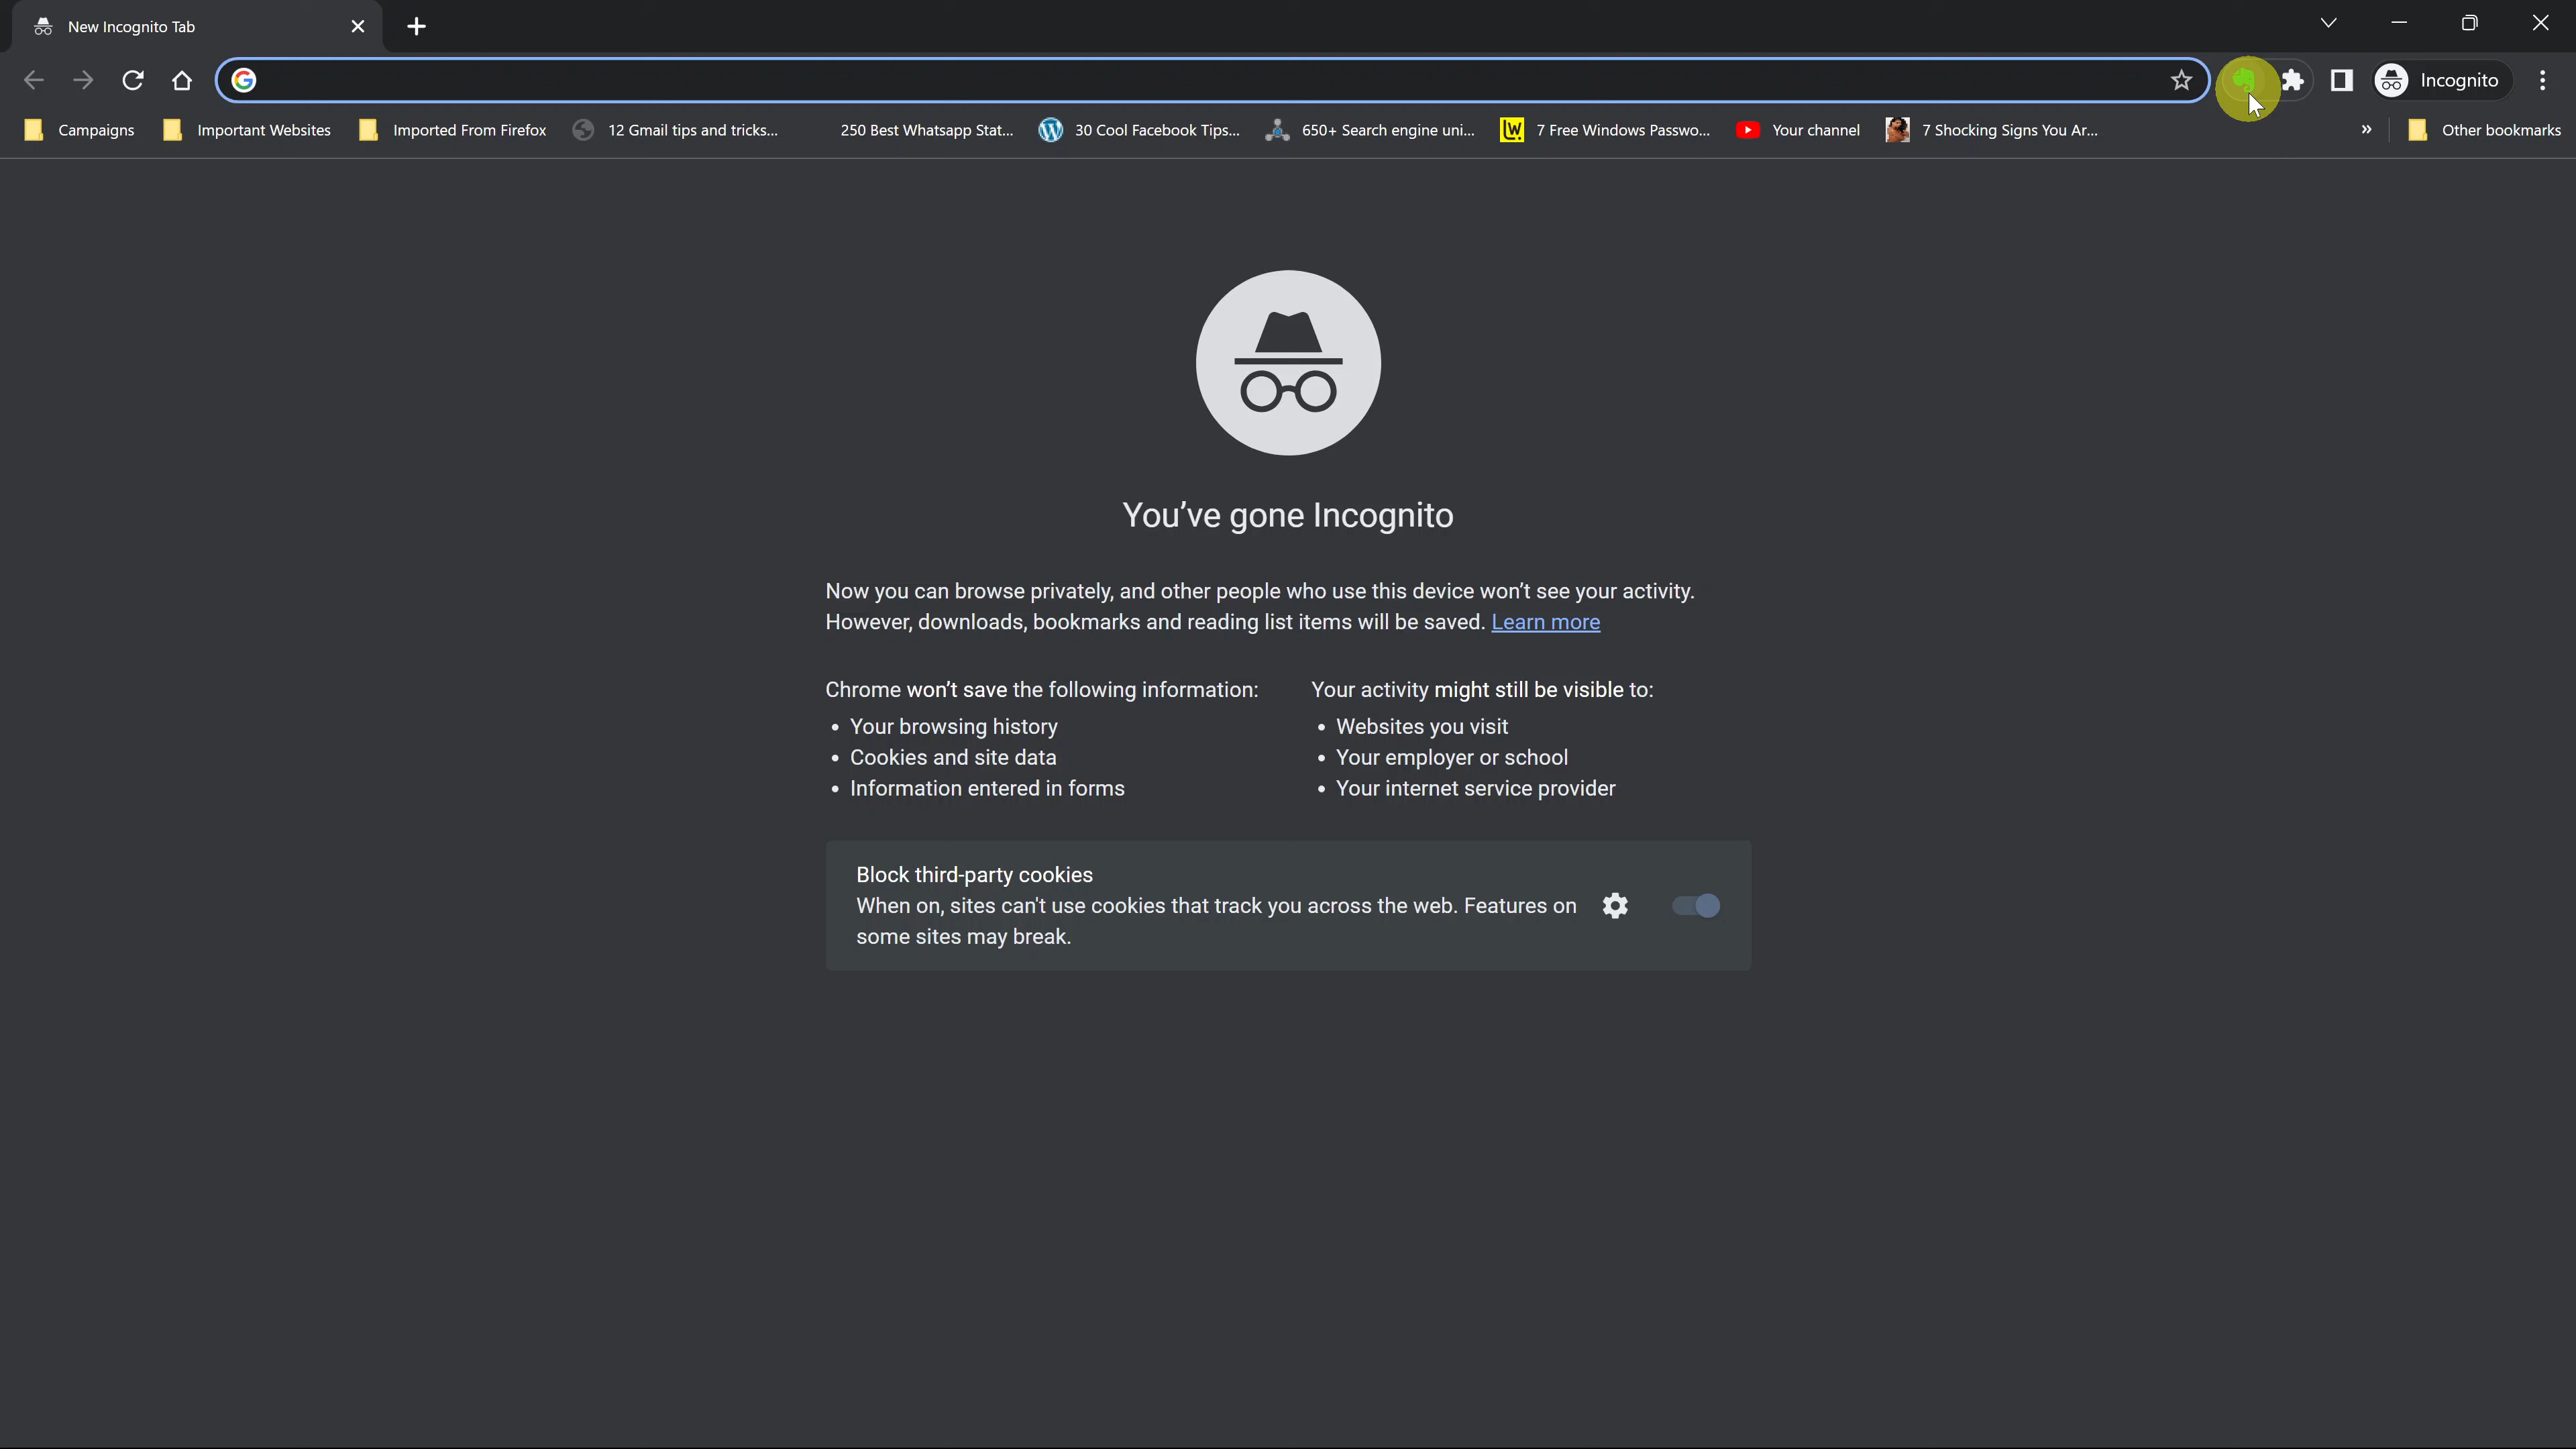 New Incognito Tab
Incognito
Campaigns Important Websites Imported From Firefox 12 Gmail tips and tricks... 250 Best Whatsapp Stat... 30 Cool Facebook Tips... 650+ Search engine uni... 7 Free Windows Passwo... Your channel 7 Shocking Signs You Ar... » Other bookmarks
You've gone Incognito
Now you can browse privately, and other people who use this device won't see your activity.
However, downloads, bookmarks and reading list items will be saved. Learn more
Chrome won't save the following information:
• Your browsing history
• Cookies and site data
• Information entered in forms
Your activity might still be visible to:
• Websites you visit
• Your employer or school
• Your internet service provider
Block third-party cookies
When on, sites can't use cookies that track you across the web. Features on
some sites may break.